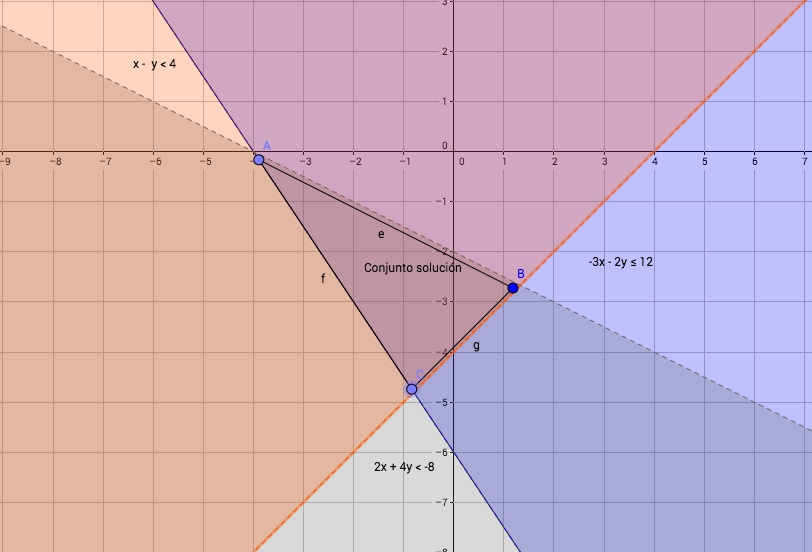 3
x - y < 4
2
1
A
0
-9
-8
-7
-6
-5
-4
-3
-2
-1
0
1
2
3
4
5
6
7
-1
e
-2
-3x - 2y ≤ 12
Conjunto solución
B
f
-3
g
-4
C
-5
-6
2x + 4y < -8
-7
-8